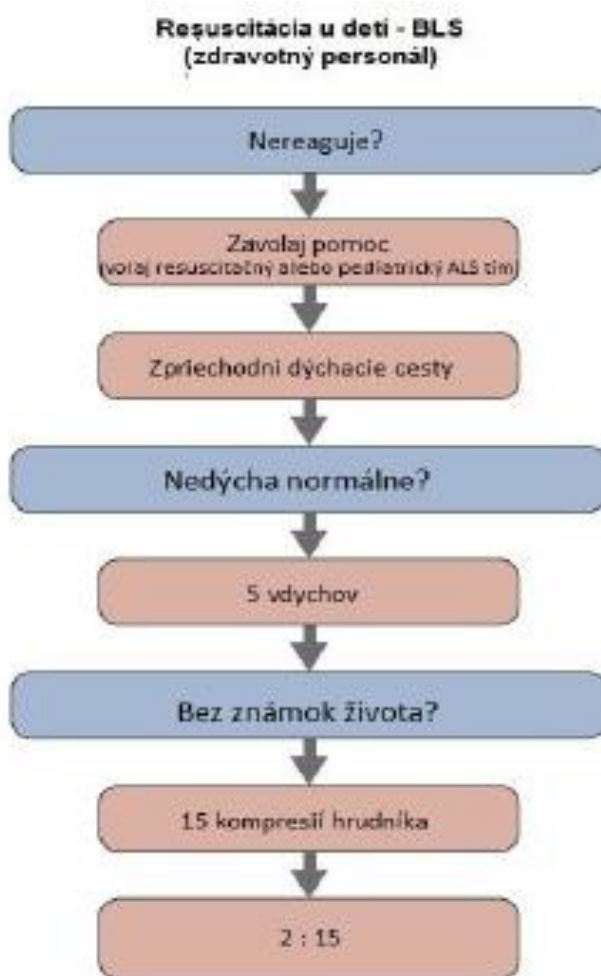 Resuscitácia u detí - BLS
(zdravotný personál)
Nereaguje?
Zavolaj pomoc
(volaj resuscitačný alebo pediatrický ALS tím)
Zpriechodni dýchacie cesty
Nedýcha normálne?
5 vdychov
Bez známok života?
15 kompresií hrudníka
2 : 15